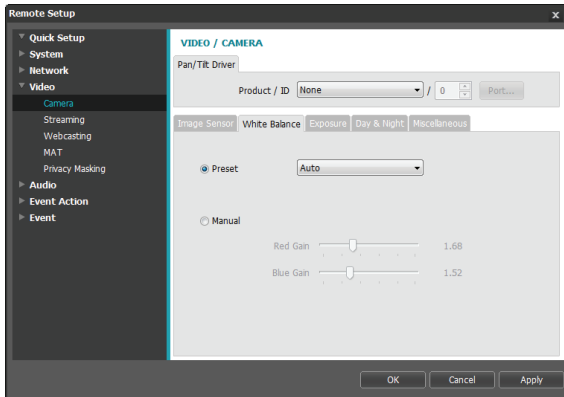 Remote Setup
x
Quick Setup
System
Network
Video
Camera
Streaming
Webcasting
MAT
Privacy Masking
Audio
Event Action
Event
VIDEO / CAMERA
Pan/Tilt Driver
Product / ID None / 0 Port...
Image Sensor White Balance Exposure Day & Night Miscellaneous
Preset Auto
Manual
Red Gain 1.68
Blue Gain 1.52
OK Cancel Apply